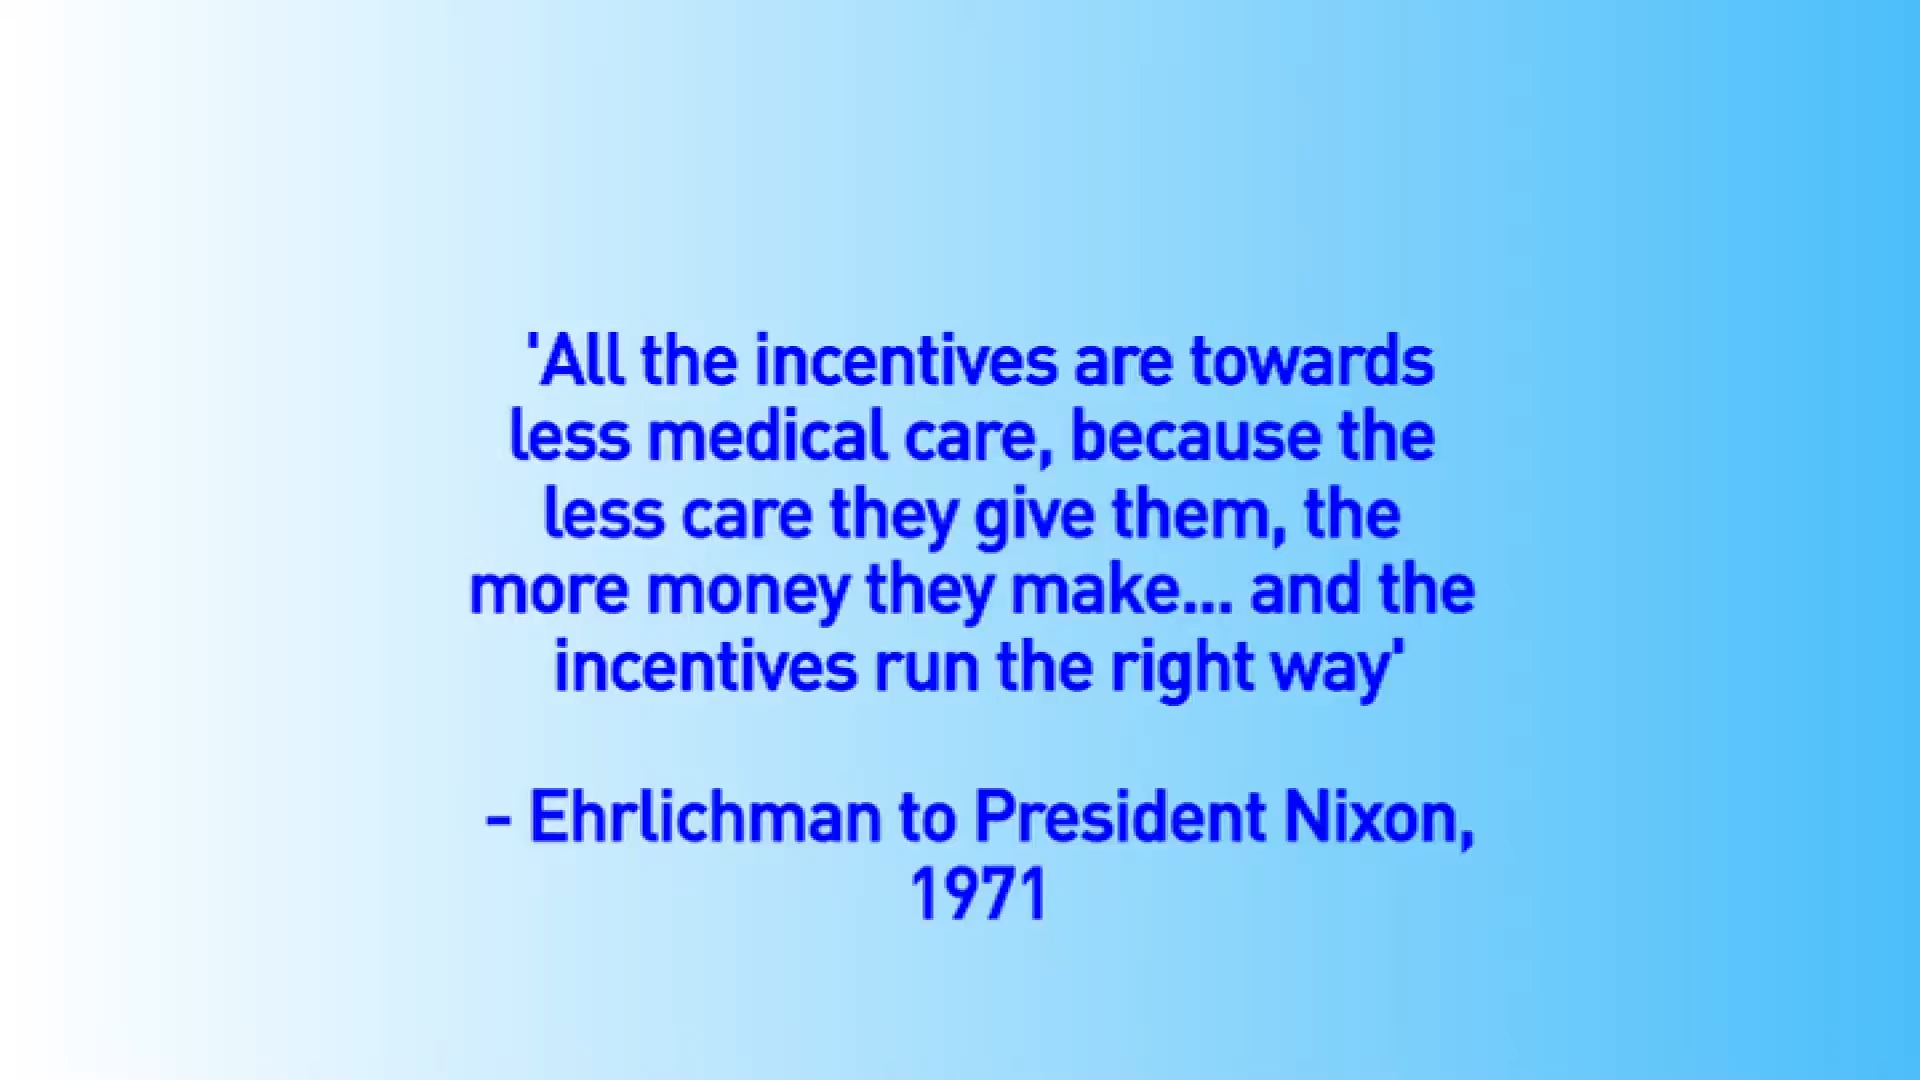 'All the incentives are towards
less medical care, because the
less care they give them, the
more money they make... and the
incentives run the right way'
- Ehrlichman to President Nixon,
1971